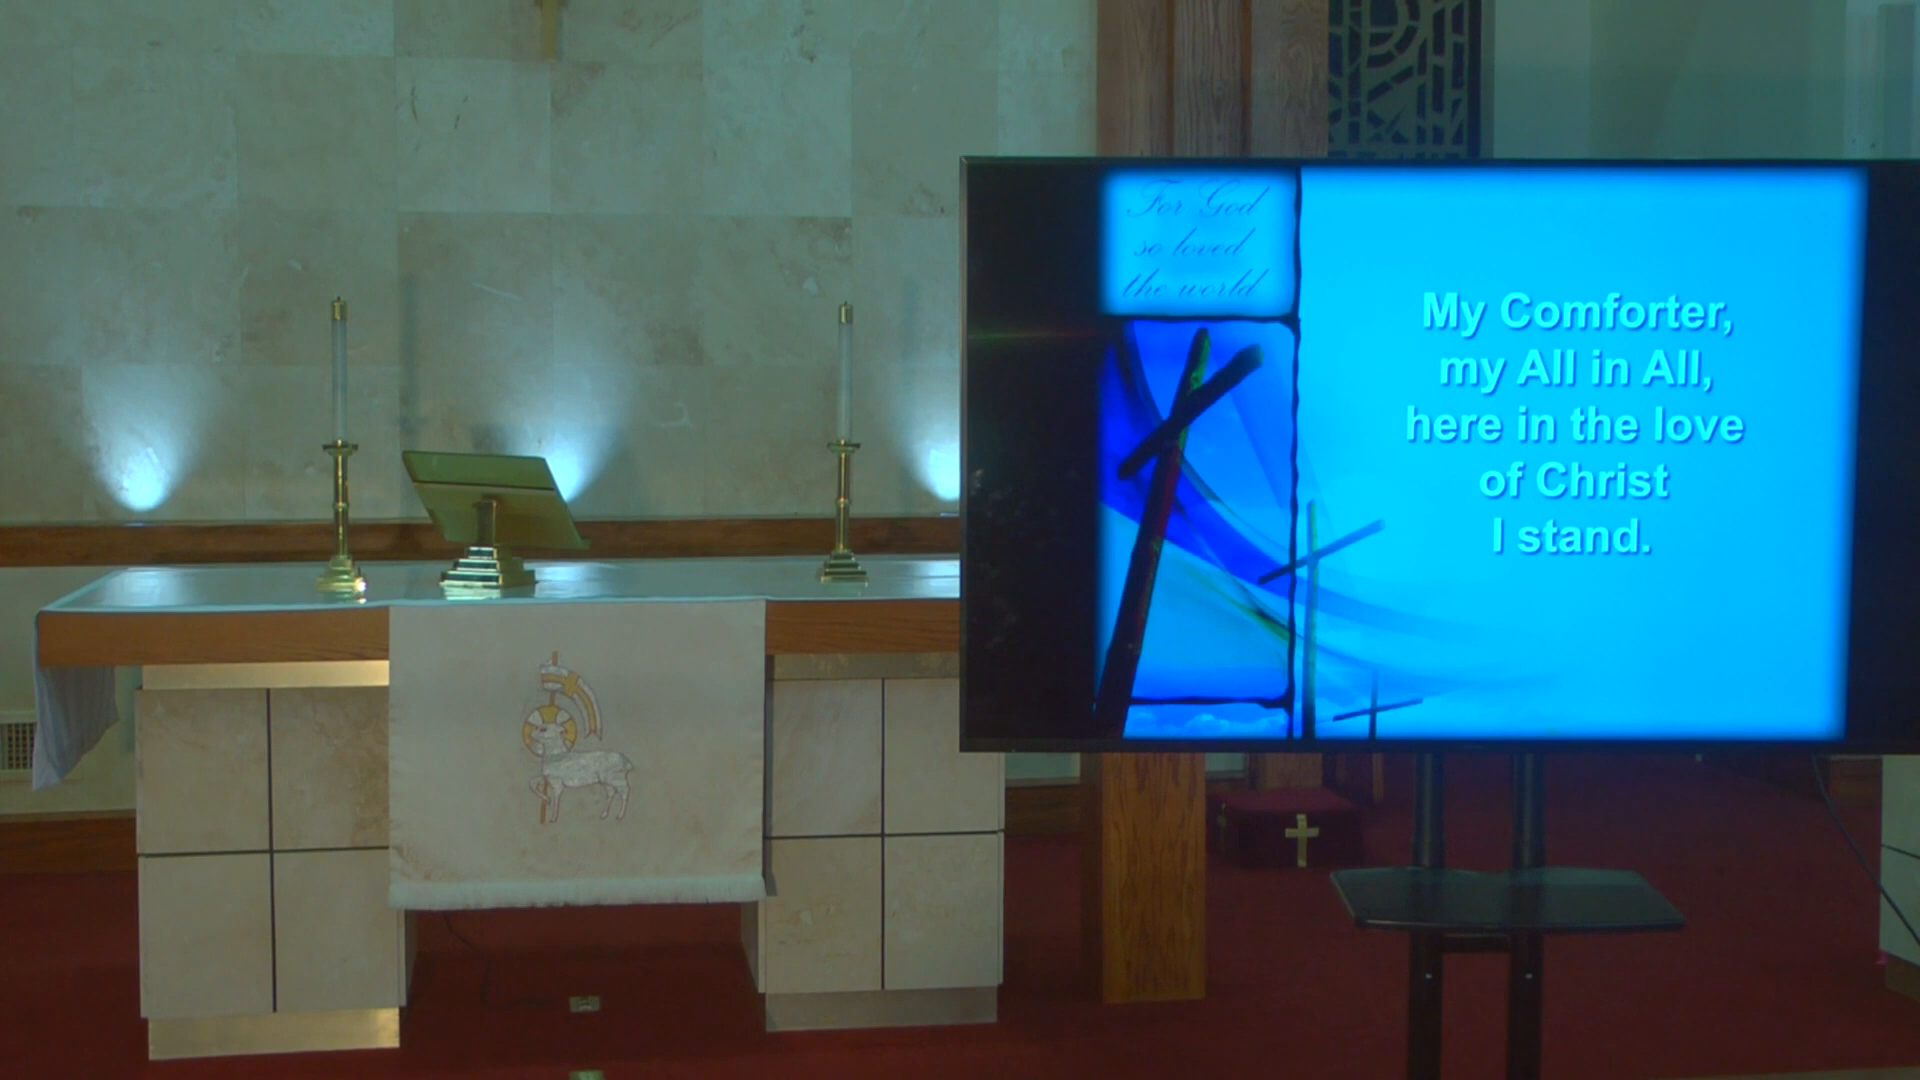 For God
so loved
the world
My Comforter,
my All in All,
here in the love
of Christ
I stand.